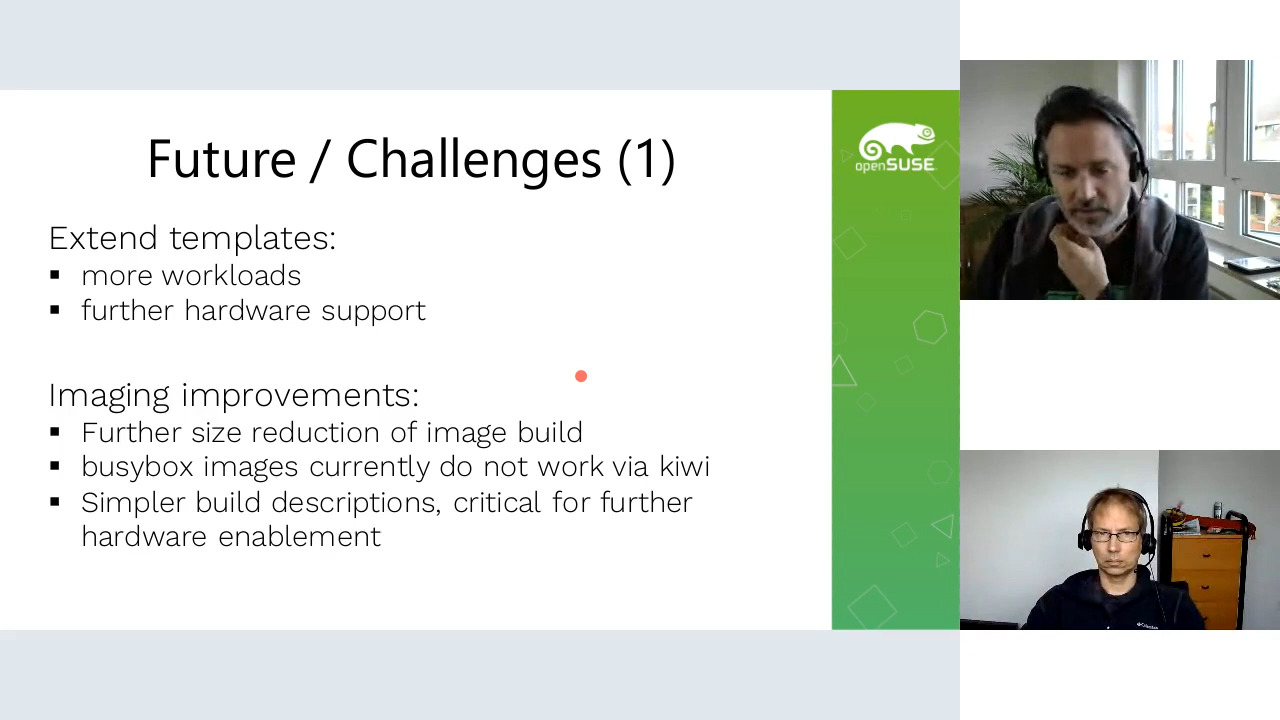 Future / Challenges (1)
openSUSE
Extend templates:
▪ more workloads
▪ further hardware support
Imaging improvements:
▪ Further size reduction of image build
▪ busybox images currently do not work via kiwi
▪ Simpler build descriptions, critical for further
hardware enablement
Columbia